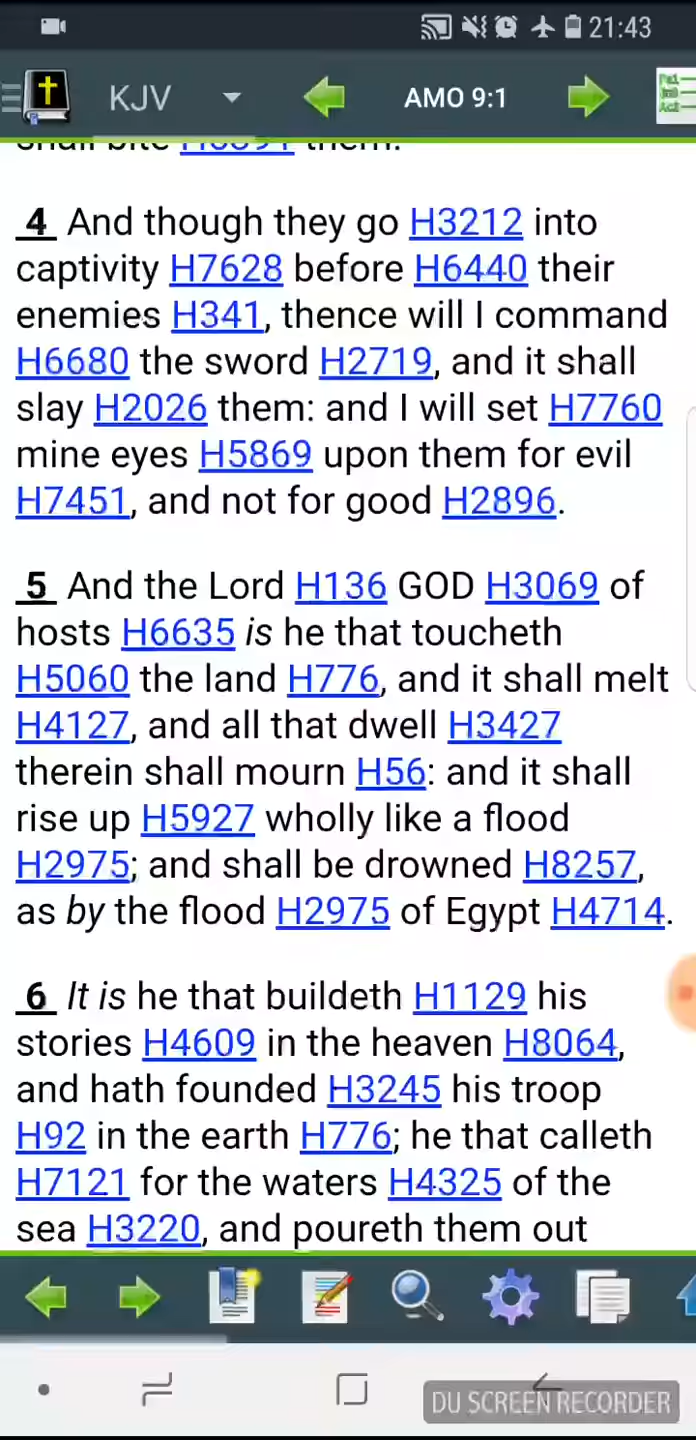 21:43
KJV AMO 9:1
4 And though they go H3212 into
captivity H7628 before H6440 their
enemies H341, thence will I command
H6680 the sword H2719, and it shall
slay H2026 them: and I will set H7760
mine eyes H5869 upon them for evil
H7451, and not for good H2896.
5 And the Lord H136 GOD H3069 of
hosts H6635 is he that toucheth
H5060 the land H776, and it shall melt
H4127, and all that dwell H3427
therein shall mourn H56: and it shall
rise up H5927 wholly like a flood
H2975; and shall be drowned H8257,
as by the flood H2975 of Egypt H4714.
6 It is he that buildeth H1129 his
stories H4609 in the heaven H8064,
and hath founded H3245 his troop
H92 in the earth H776; he that calleth
H7121 for the waters H4325 of the
sea H3220, and poureth them out
DU SCREEN RECORDER